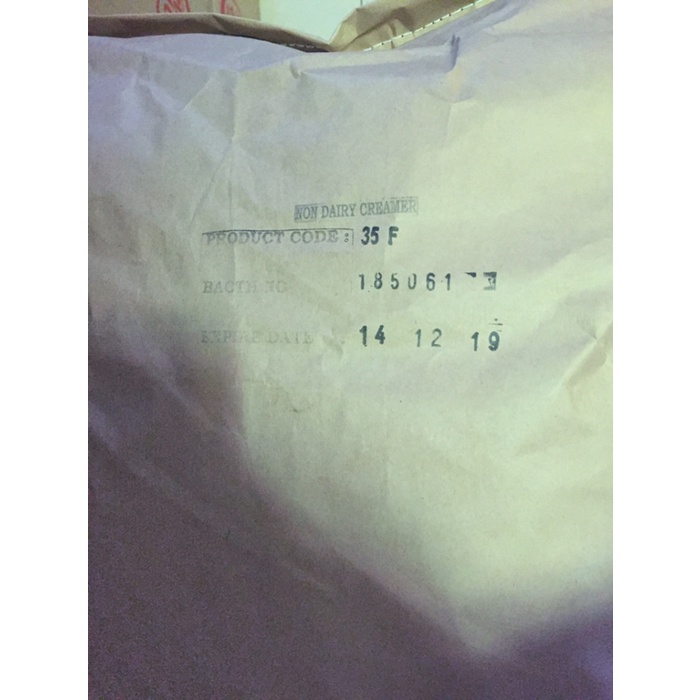 NON DAIRY CREAMER
PRODUCT CODE : 35 F
BACTH NO 185061
EXPIRE DATE 14 12 19